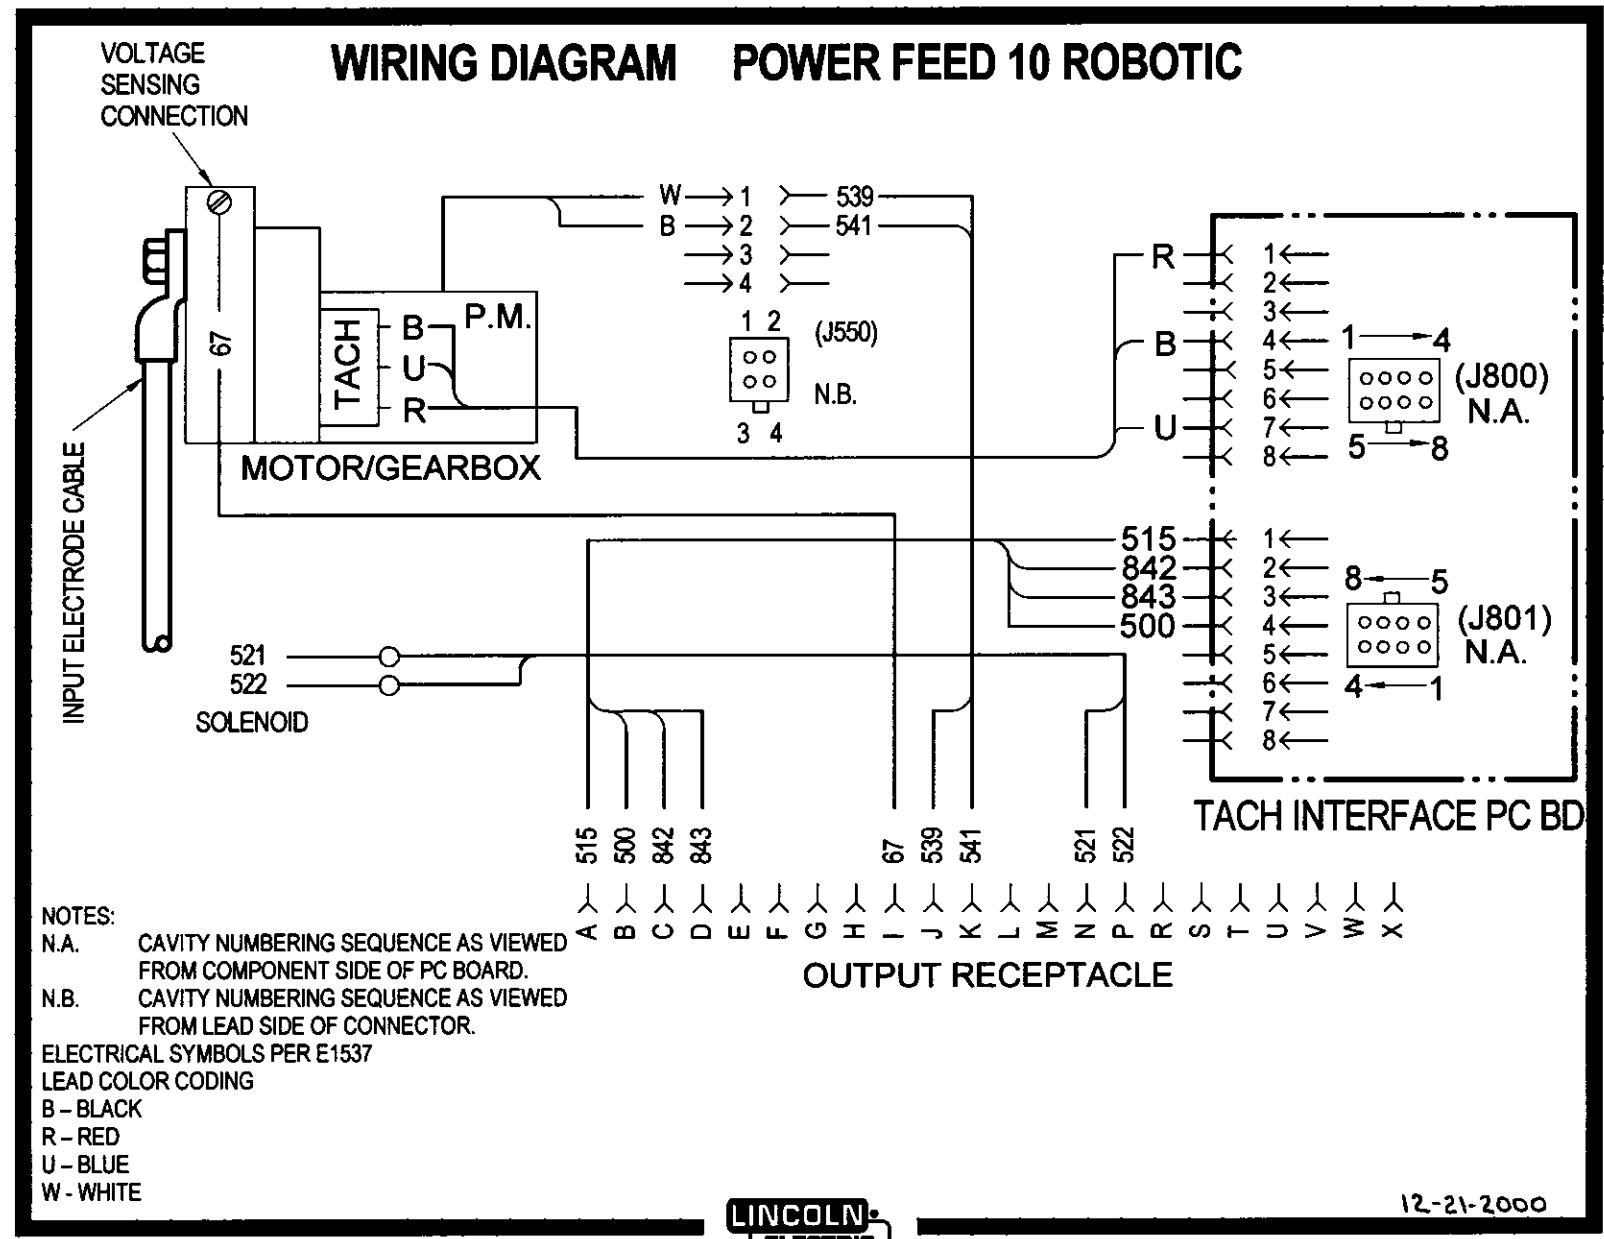 WIRING DIAGRAM POWER FEED 10 ROBOTIC
VOLTAGE
SENSING
CONNECTION
67
INPUT ELECTRODE CABLE
TACH
B
U
R
P.M.
MOTOR/GEARBOX
W 1 539
B 2 541
3
4
1 2
(J550)
N.B.
3 4
R 1
2
3
B 4
5
6
U 7
8
1 4
(J800)
N.A.
5 8
515 1
842 2
843 3
500 4
5
6
7
8
8 5
(J801)
N.A.
4 1
TACH INTERFACE PC BD
521
522
SOLENOID
515 500 842 843 67 539 541 521 522
A B C D E F G H I J K L M N P R S T U V W X
OUTPUT RECEPTACLE
NOTES:
N.A. CAVITY NUMBERING SEQUENCE AS VIEWED
FROM COMPONENT SIDE OF PC BOARD.
N.B. CAVITY NUMBERING SEQUENCE AS VIEWED
FROM LEAD SIDE OF CONNECTOR.
ELECTRICAL SYMBOLS PER E1537
LEAD COLOR CODING
B – BLACK
R – RED
U – BLUE
W - WHITE
12-21-2000
LINCOLN
ELECTRIC